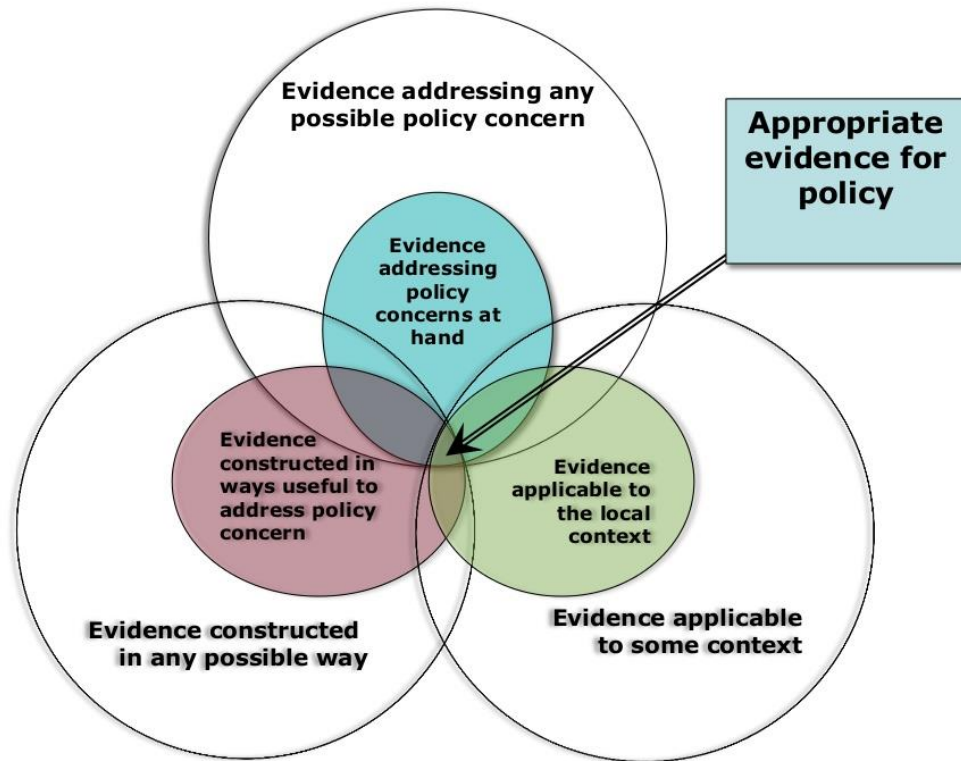 Evidence addressing any
possible policy concern
Appropriate
evidence for
policy
Evidence
addressing
policy
concerns at
hand
Evidence
constructed in
ways useful to
address policy
concern
Evidence
applicable to
the local
context
Evidence constructed
in any possible way
Evidence applicable
to some context